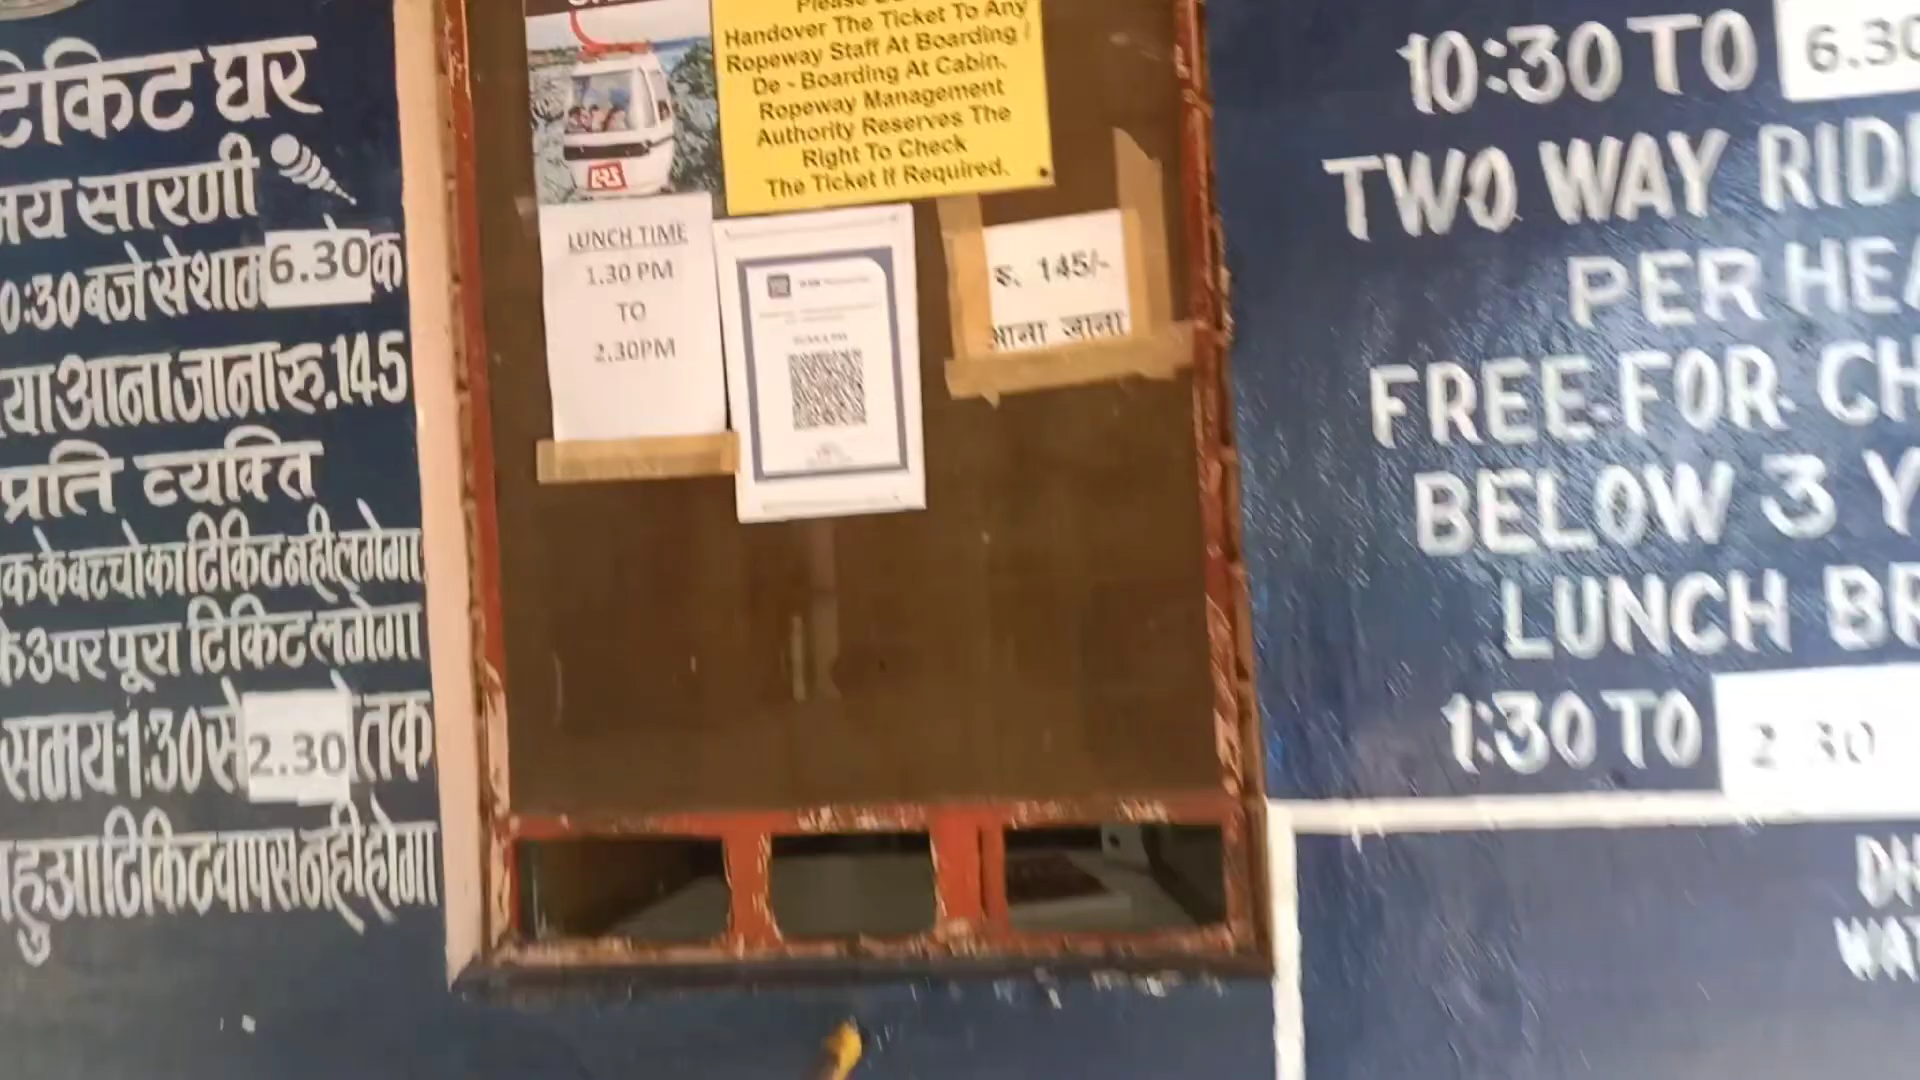 टिकिट घर
सारणी
0:30 बजे से शाम 6.30 क
या आना जाना रु.145
प्रति व्यक्ति
क के बच्चो का टिकिट नही लगेगा
के 3 पर पूरा टिकिट लगेगा
समय-1:30 से 2.30 तक
हुआ टिकिट वापस नही होगा
Please
Handover The Ticket To Any
Ropeway Staff At Boarding /
De - Boarding At Cabin.
Ropeway Management
Authority Reserves The
Right To Check
The Ticket If Required.
LUNCH TIME
1.30 PM
TO
2.30PM
रु. 145/-
आना जाना
10:30 TO 6.30
TWO WAY RID
PER HEA
FREE FOR CH
BELOW 3 Y
LUNCH BR
1:30 TO 2.30
DH
WAT